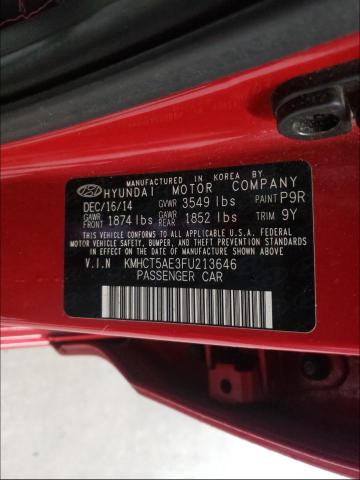 MANUFACTURED IN KOREA BY
HYUNDAI MOTOR COMPANY
DEC/16/14 GVWR 3549 lbs PAINT P9R
GAWR FRONT 1874 lbs GAWR REAR 1852 lbs TRIM 9Y
THIS VEHICLE CONFORMS TO ALL APPLICABLE FEDERAL
MOTOR VEHICLE SAFETY, BUMPER, AND THEFT PREVENTION
STANDARDS IN EFFECT ON THE DATE OF MANUFACTURE SHOWN ABOVE.
V.I.N KMHCT5AE3FU213646
PASSENGER CAR